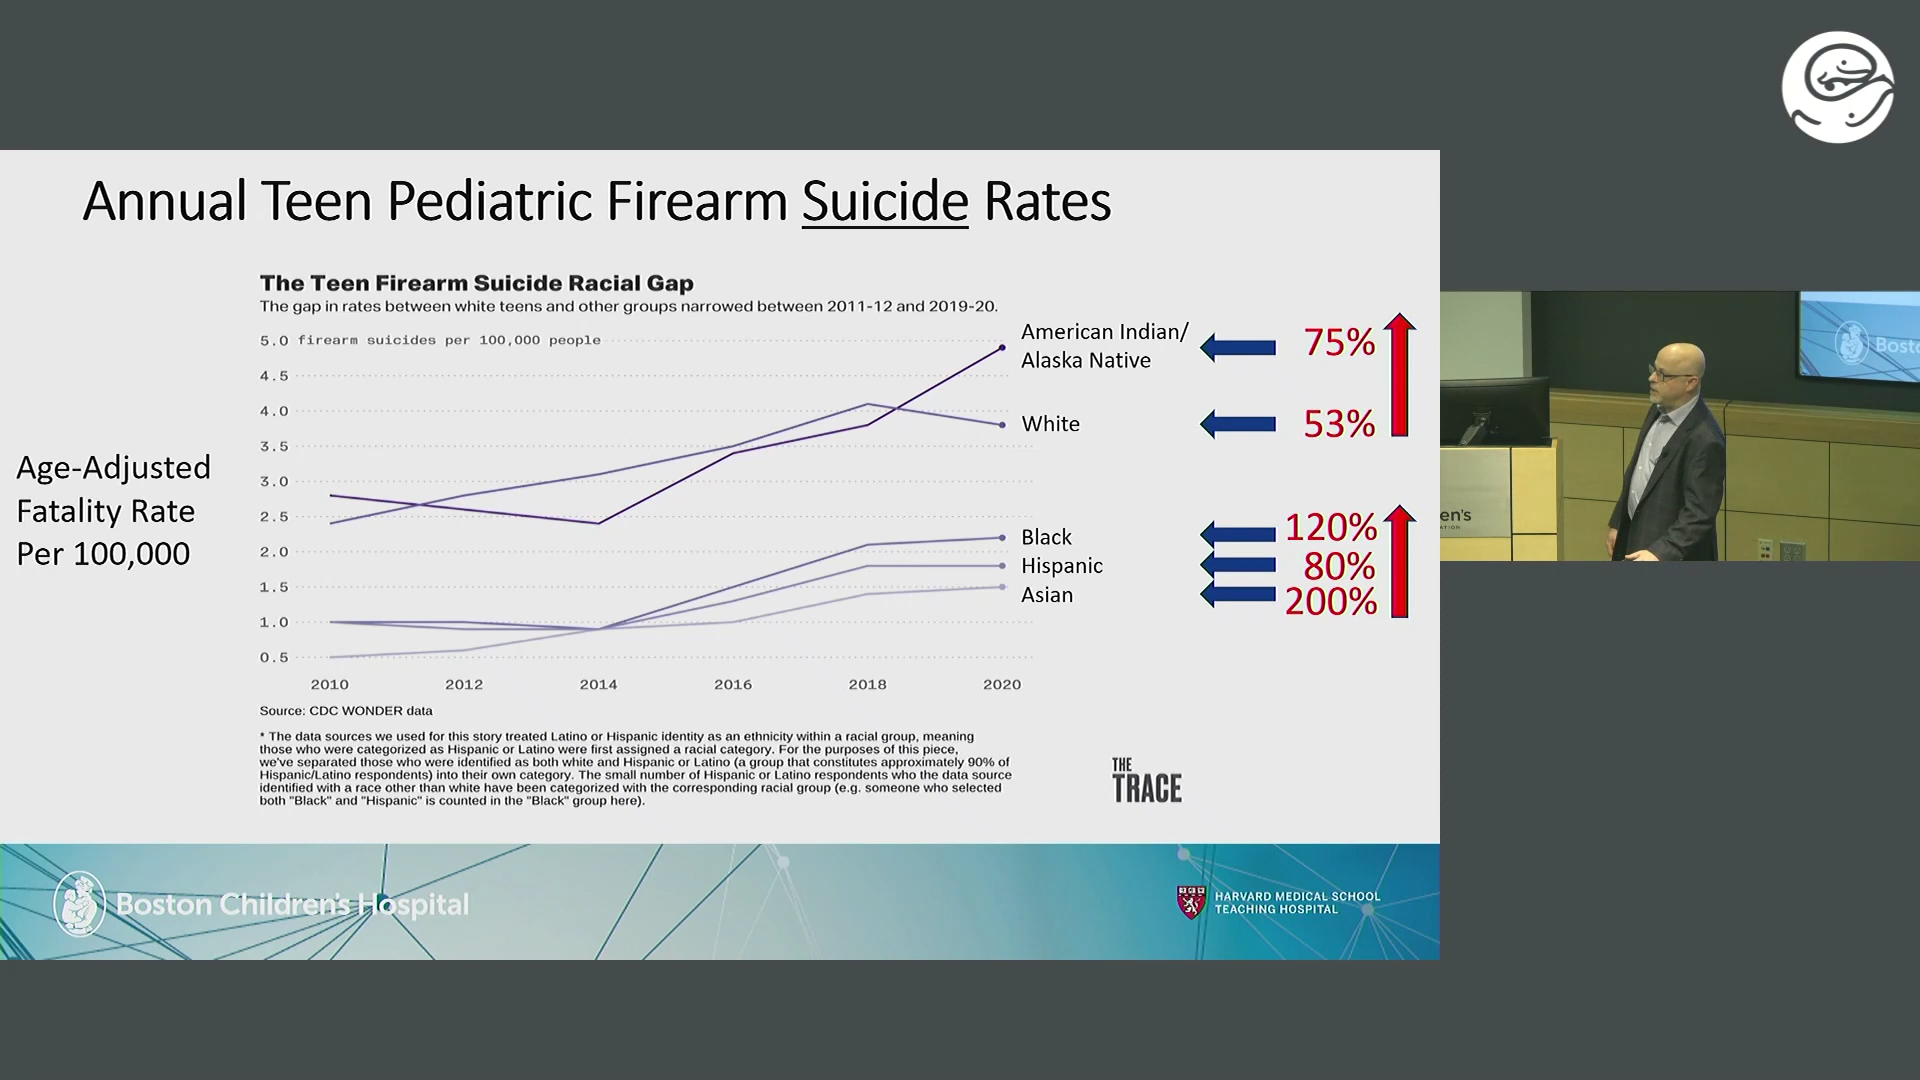 Annual Teen Pediatric Firearm Suicide Rates
The Teen Firearm Suicide Racial Gap
The gap in rates between white teens and other groups narrowed between 2011-12 and 2019-20.
5.0 firearm suicides per 100,000 people
4.5
4.0
3.5
3.0
2.5
2.0
1.5
1.0
0.5
2010 2012 2014 2016 2018 2020
Age-Adjusted
Fatality Rate
Per 100,000
American Indian/
Alaska Native
75%
White
53%
Black
120%
Hispanic
80%
Asian
200%
Source: CDC WONDER data
* The data sources we used for this story treated Latino or Hispanic identity as an ethnicity within a racial group, meaning
those who were categorized as Hispanic or Latino were first assigned a racial category. For the purposes of this piece,
we've separated those who were identified as both white and Hispanic or Latino (a group that constitutes approximately 90% of
Hispanic/Latino respondents) into their own category. The small number of Hispanic or Latino respondents who the data source
identified with a race other than white have been categorized with the corresponding racial group (e.g. someone who selected
both "Black" and "Hispanic" is counted in the "Black" group here).
THE
TRACE
Boston Children's Hospital
HARVARD MEDICAL SCHOOL
TEACHING HOSPITAL
Bost
en's